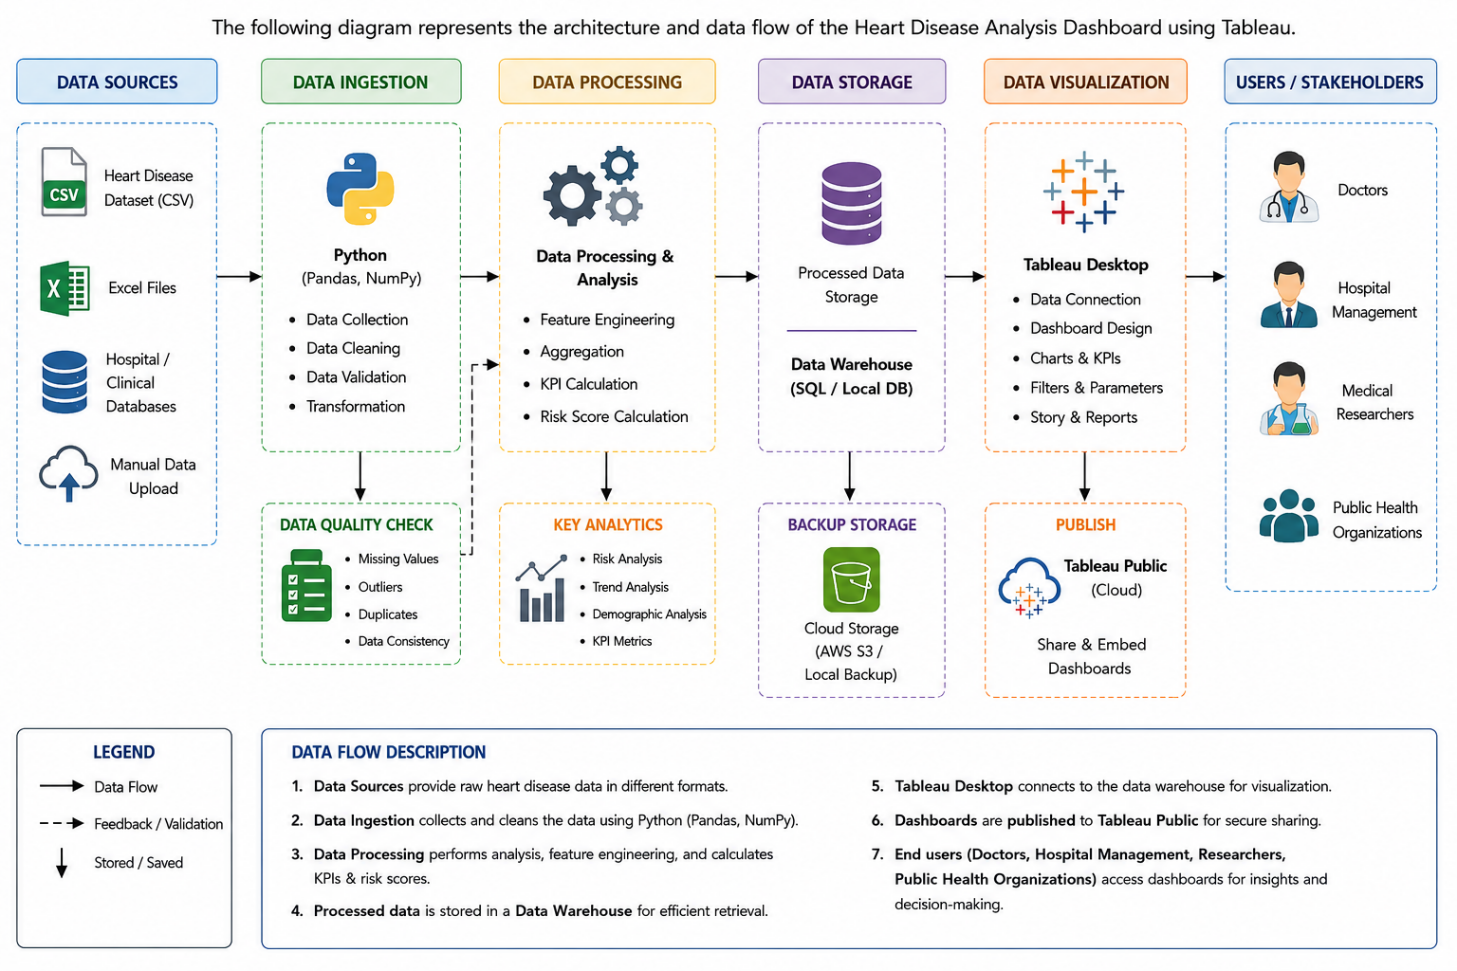 The following diagram represents the architecture and data flow of the Heart Disease Analysis Dashboard using Tableau.
DATA SOURCES
CSV
Heart Disease
Dataset (CSV)
X
Excel Files
Hospital /
Clinical
Databases
Manual Data
Upload
DATA INGESTION
Python
(Pandas, NumPy)
• Data Collection
• Data Cleaning
• Data Validation
• Transformation
DATA QUALITY CHECK
• Missing Values
• Outliers
• Duplicates
• Data Consistency
DATA PROCESSING
Data Processing &
Analysis
• Feature Engineering
• Aggregation
• KPI Calculation
• Risk Score Calculation
KEY ANALYTICS
• Risk Analysis
• Trend Analysis
• Demographic Analysis
• KPI Metrics
DATA STORAGE
Processed Data
Storage
Data Warehouse
(SQL / Local DB)
BACKUP STORAGE
Cloud Storage
(AWS S3 /
Local Backup)
DATA VISUALIZATION
Tableau Desktop
• Data Connection
• Dashboard Design
• Charts & KPIs
• Filters & Parameters
• Story & Reports
PUBLISH
Tableau Public
(Cloud)
Share & Embed
Dashboards
USERS / STAKEHOLDERS
Doctors
Hospital
Management
Medical
Researchers
Public Health
Organizations
LEGEND
Data Flow
Feedback / Validation
Stored / Saved
DATA FLOW DESCRIPTION
1. Data Sources provide raw heart disease data in different formats.
2. Data Ingestion collects and cleans the data using Python (Pandas, NumPy).
3. Data Processing performs analysis, feature engineering, and calculates
KPIs & risk scores.
4. Processed data is stored in a Data Warehouse for efficient retrieval.
5. Tableau Desktop connects to the data warehouse for visualization.
6. Dashboards are published to Tableau Public for secure sharing.
7. End users (Doctors, Hospital Management, Researchers,
Public Health Organizations) access dashboards for insights and
decision-making.